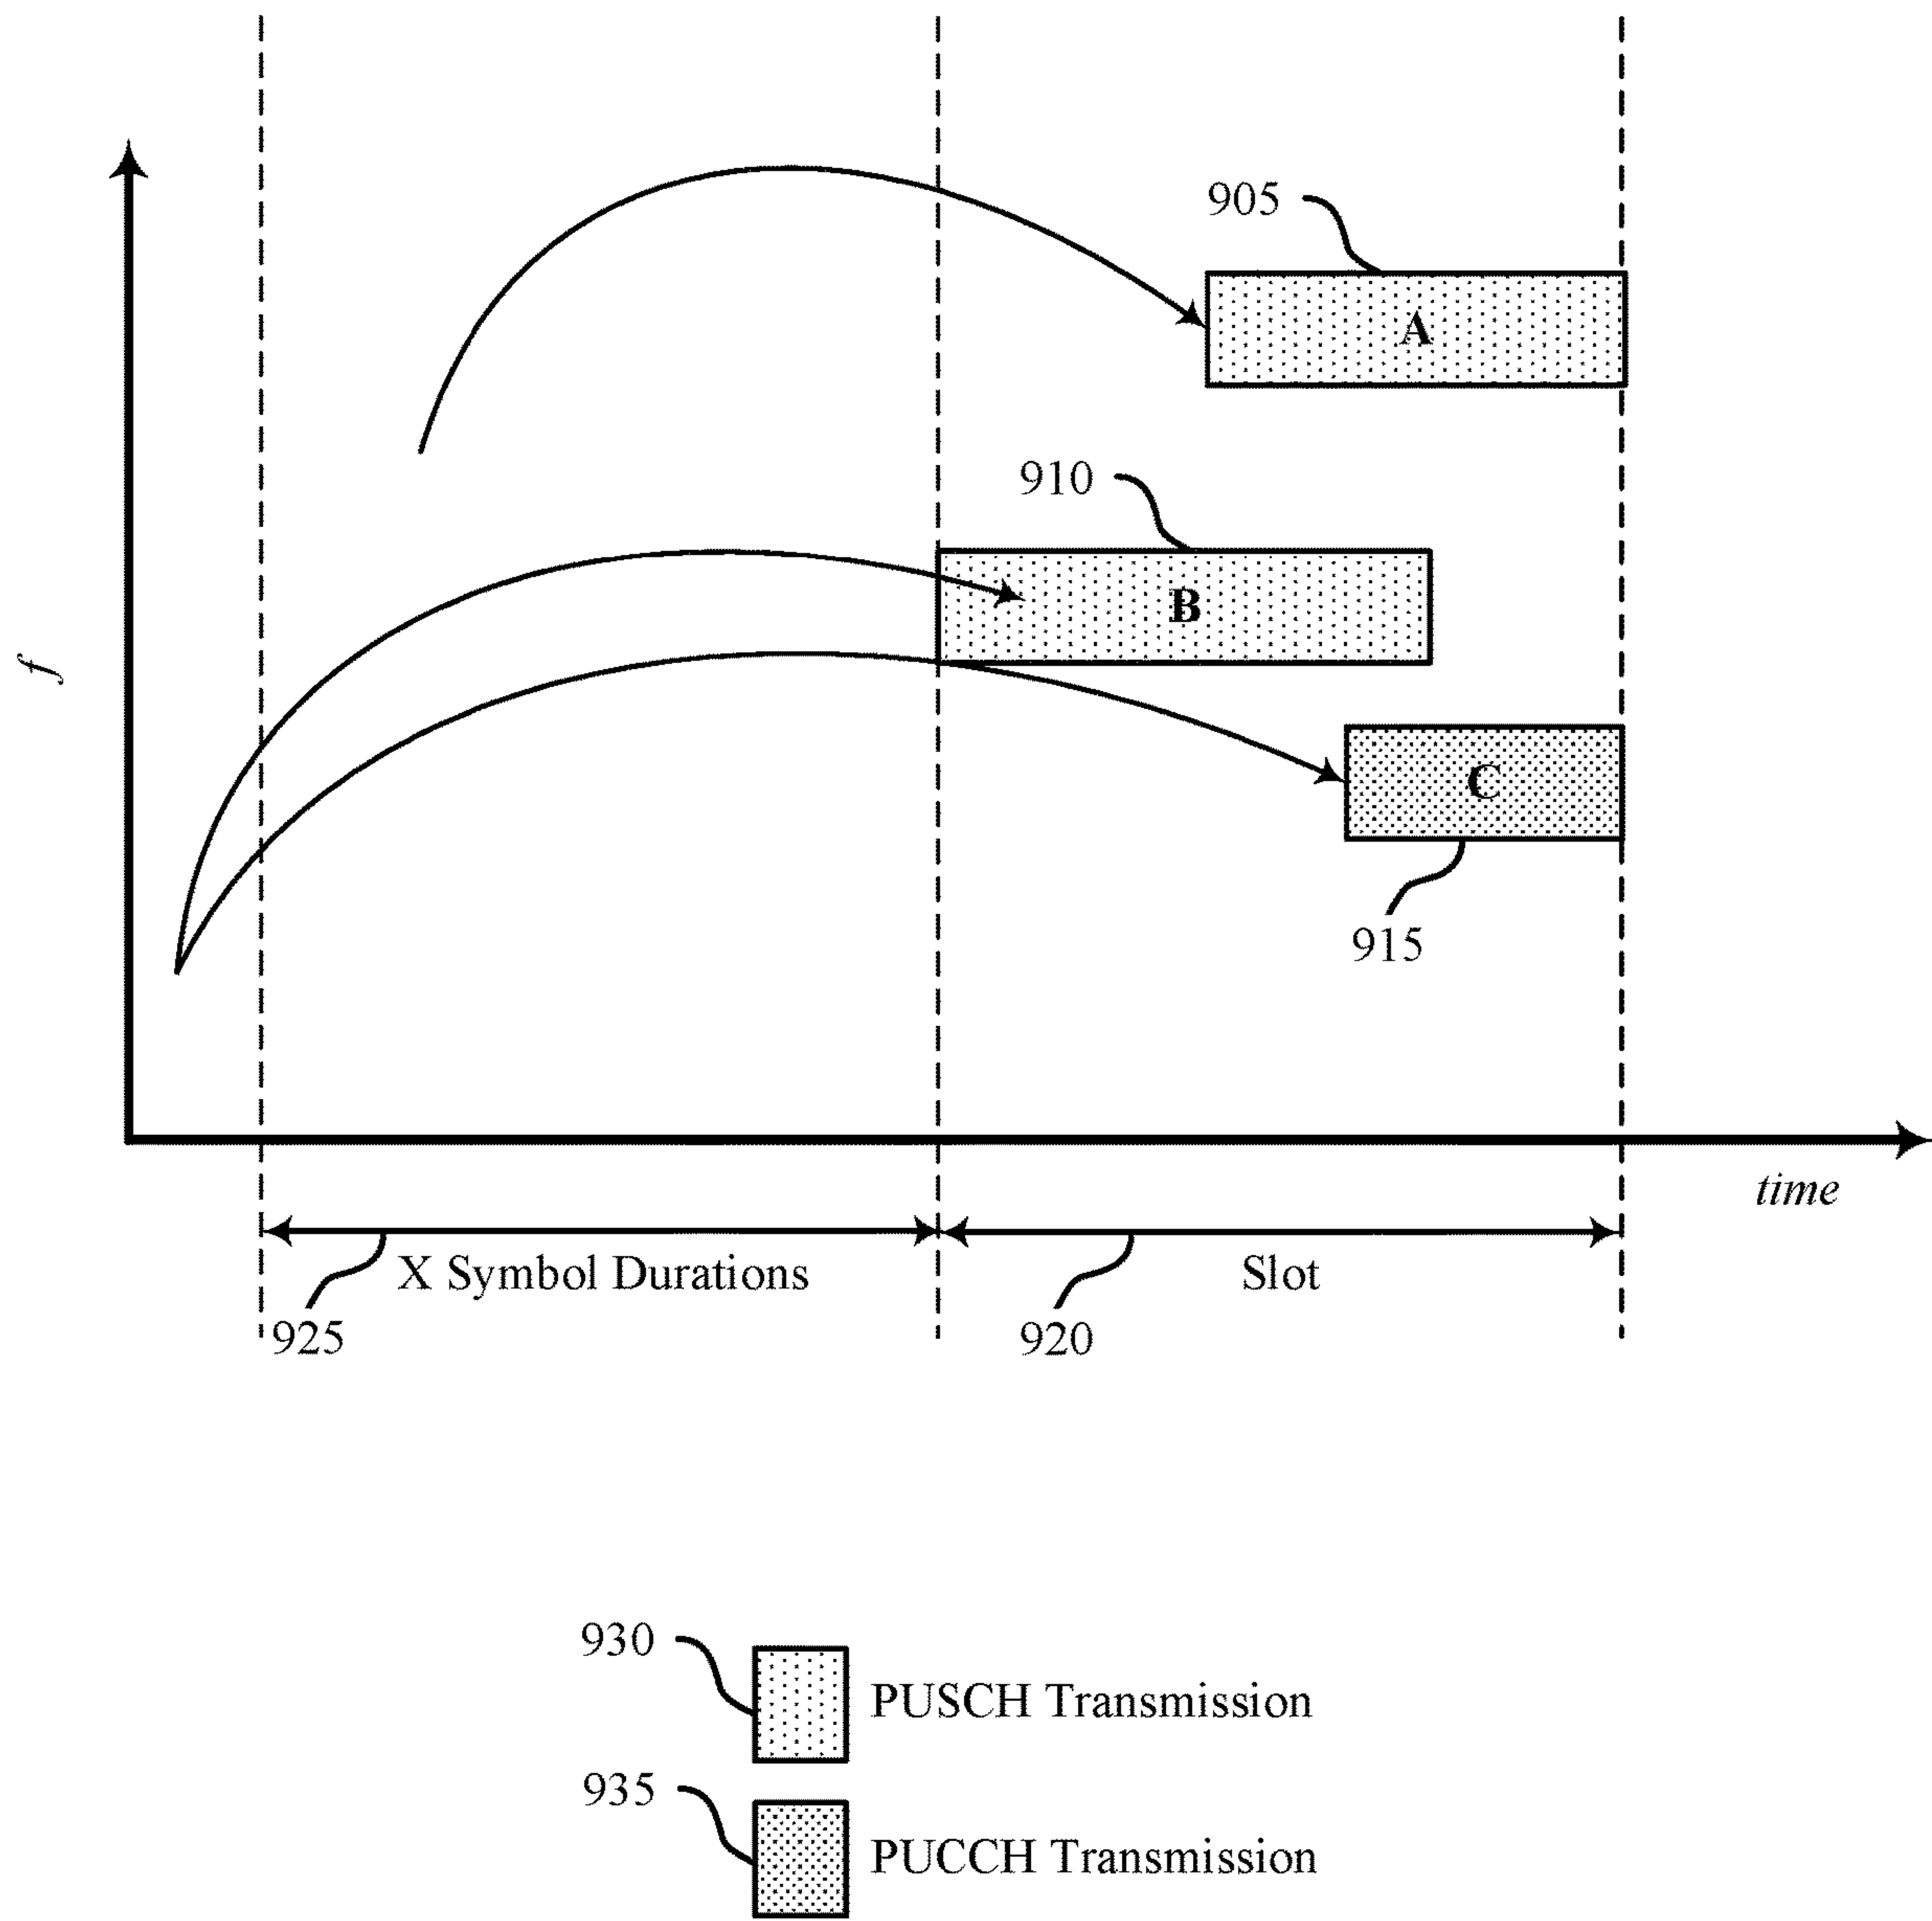 905
A
910
B
f
C
915
time
X Symbol Durations
Slot
925
920
930
PUSCH Transmission
935
PUCCH Transmission